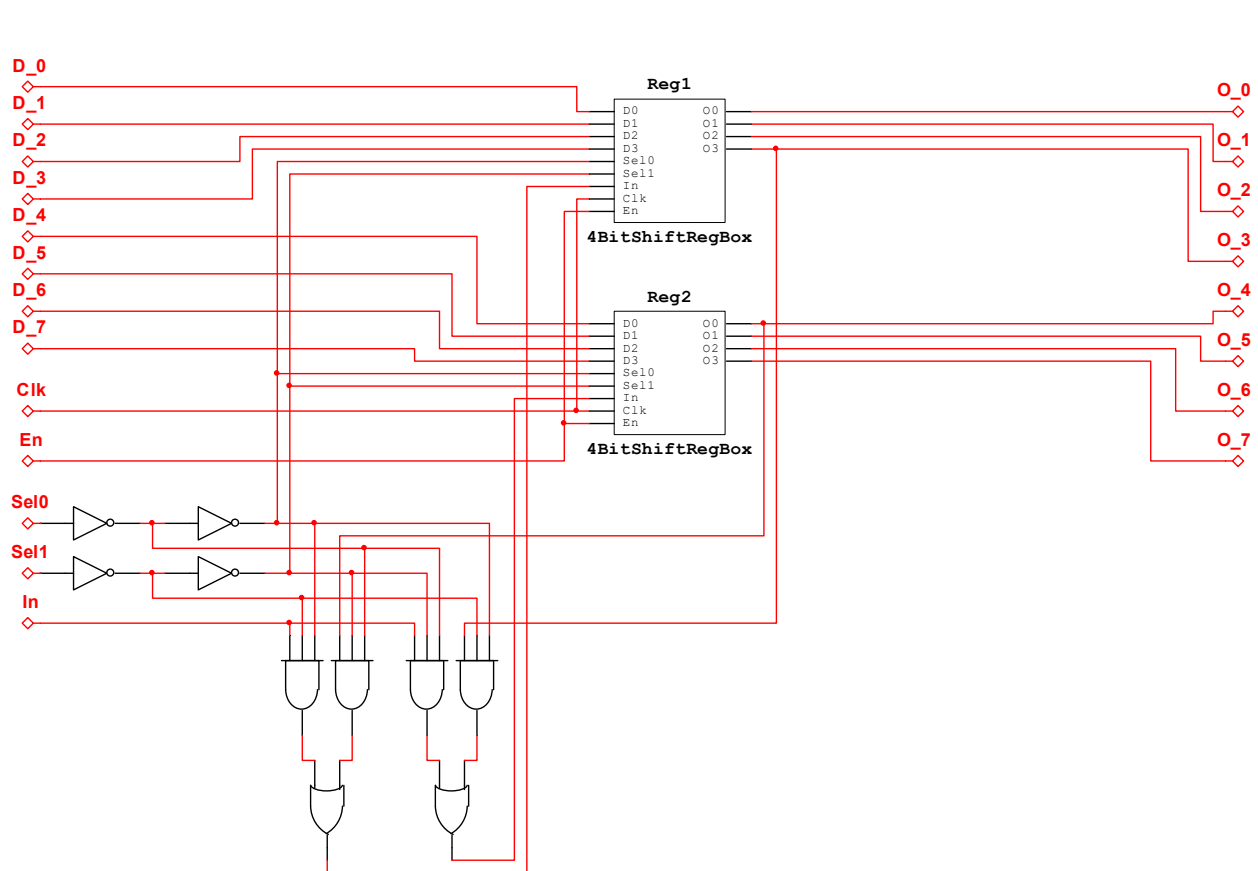 D_0
D_1
D_2
D_3
D_4
D_5
D_6
D_7
Clk
En
Sel0
Sel1
In
Reg1
D0 O0
D1 O1
D2 O2
D3 O3
Sel0
Sel1
In
Clk
En
4BitShiftRegBox
Reg2
D0 O0
D1 O1
D2 O2
D3 O3
Sel0
Sel1
In
Clk
En
4BitShiftRegBox
O_0
O_1
O_2
O_3
O_4
O_5
O_6
O_7